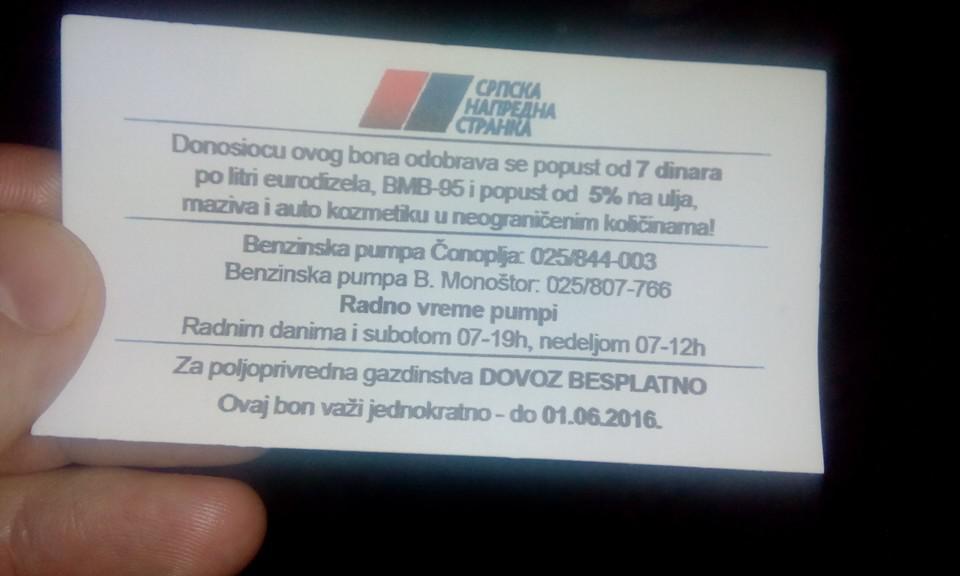 СРПСКА
НАПРЕДНА
СТРАНКА
Donosiocu ovog bona odobrava se popust od 7 dinara
po litri eurodizela, BMB-95 i popust od 5% na ulja,
maziva i auto kozmetiku u neograničenim količinama!
Benzinska pumpa Čonoplja: 025/844-003
Benzinska pumpa B. Monoštor: 025/807-766
Radno vreme pumpi
Radnim danima i subotom 07-19h, nedeljom 07-12h
Za poljoprivredna gazdinstva DOVOZ BESPLATNO
Ovaj bon važi jednokratno - do 01.06.2016.